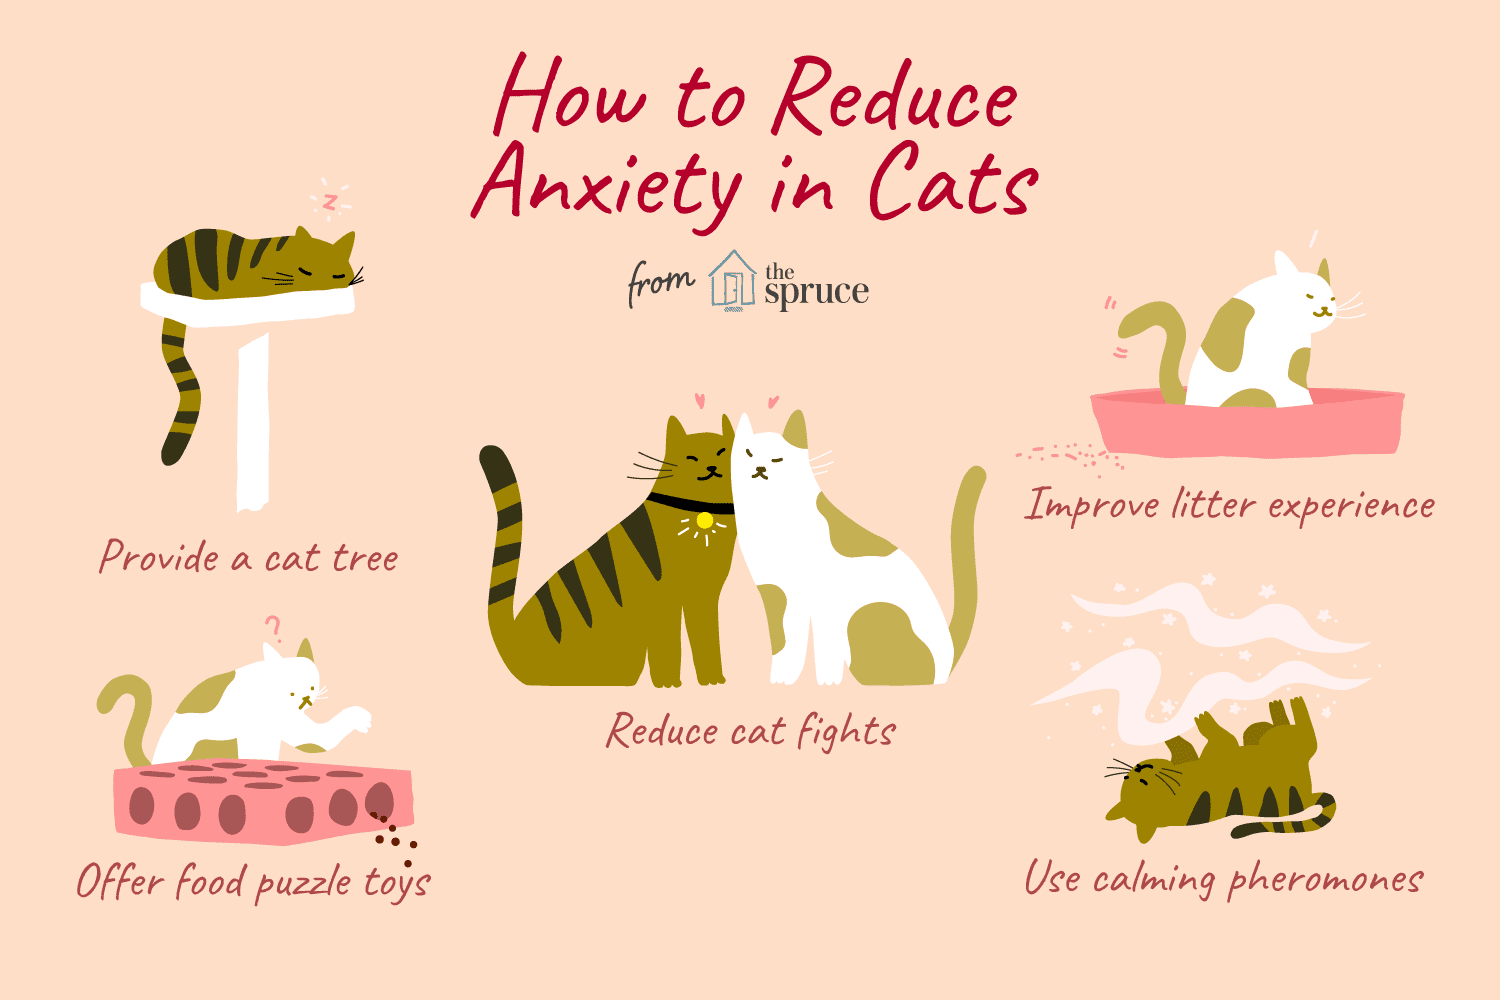 How to Reduce
Anxiety in Cats
from the spruce
z
Provide a cat tree
Improve litter experience
?
Reduce cat fights
Offer food puzzle toys
Use calming pheromones